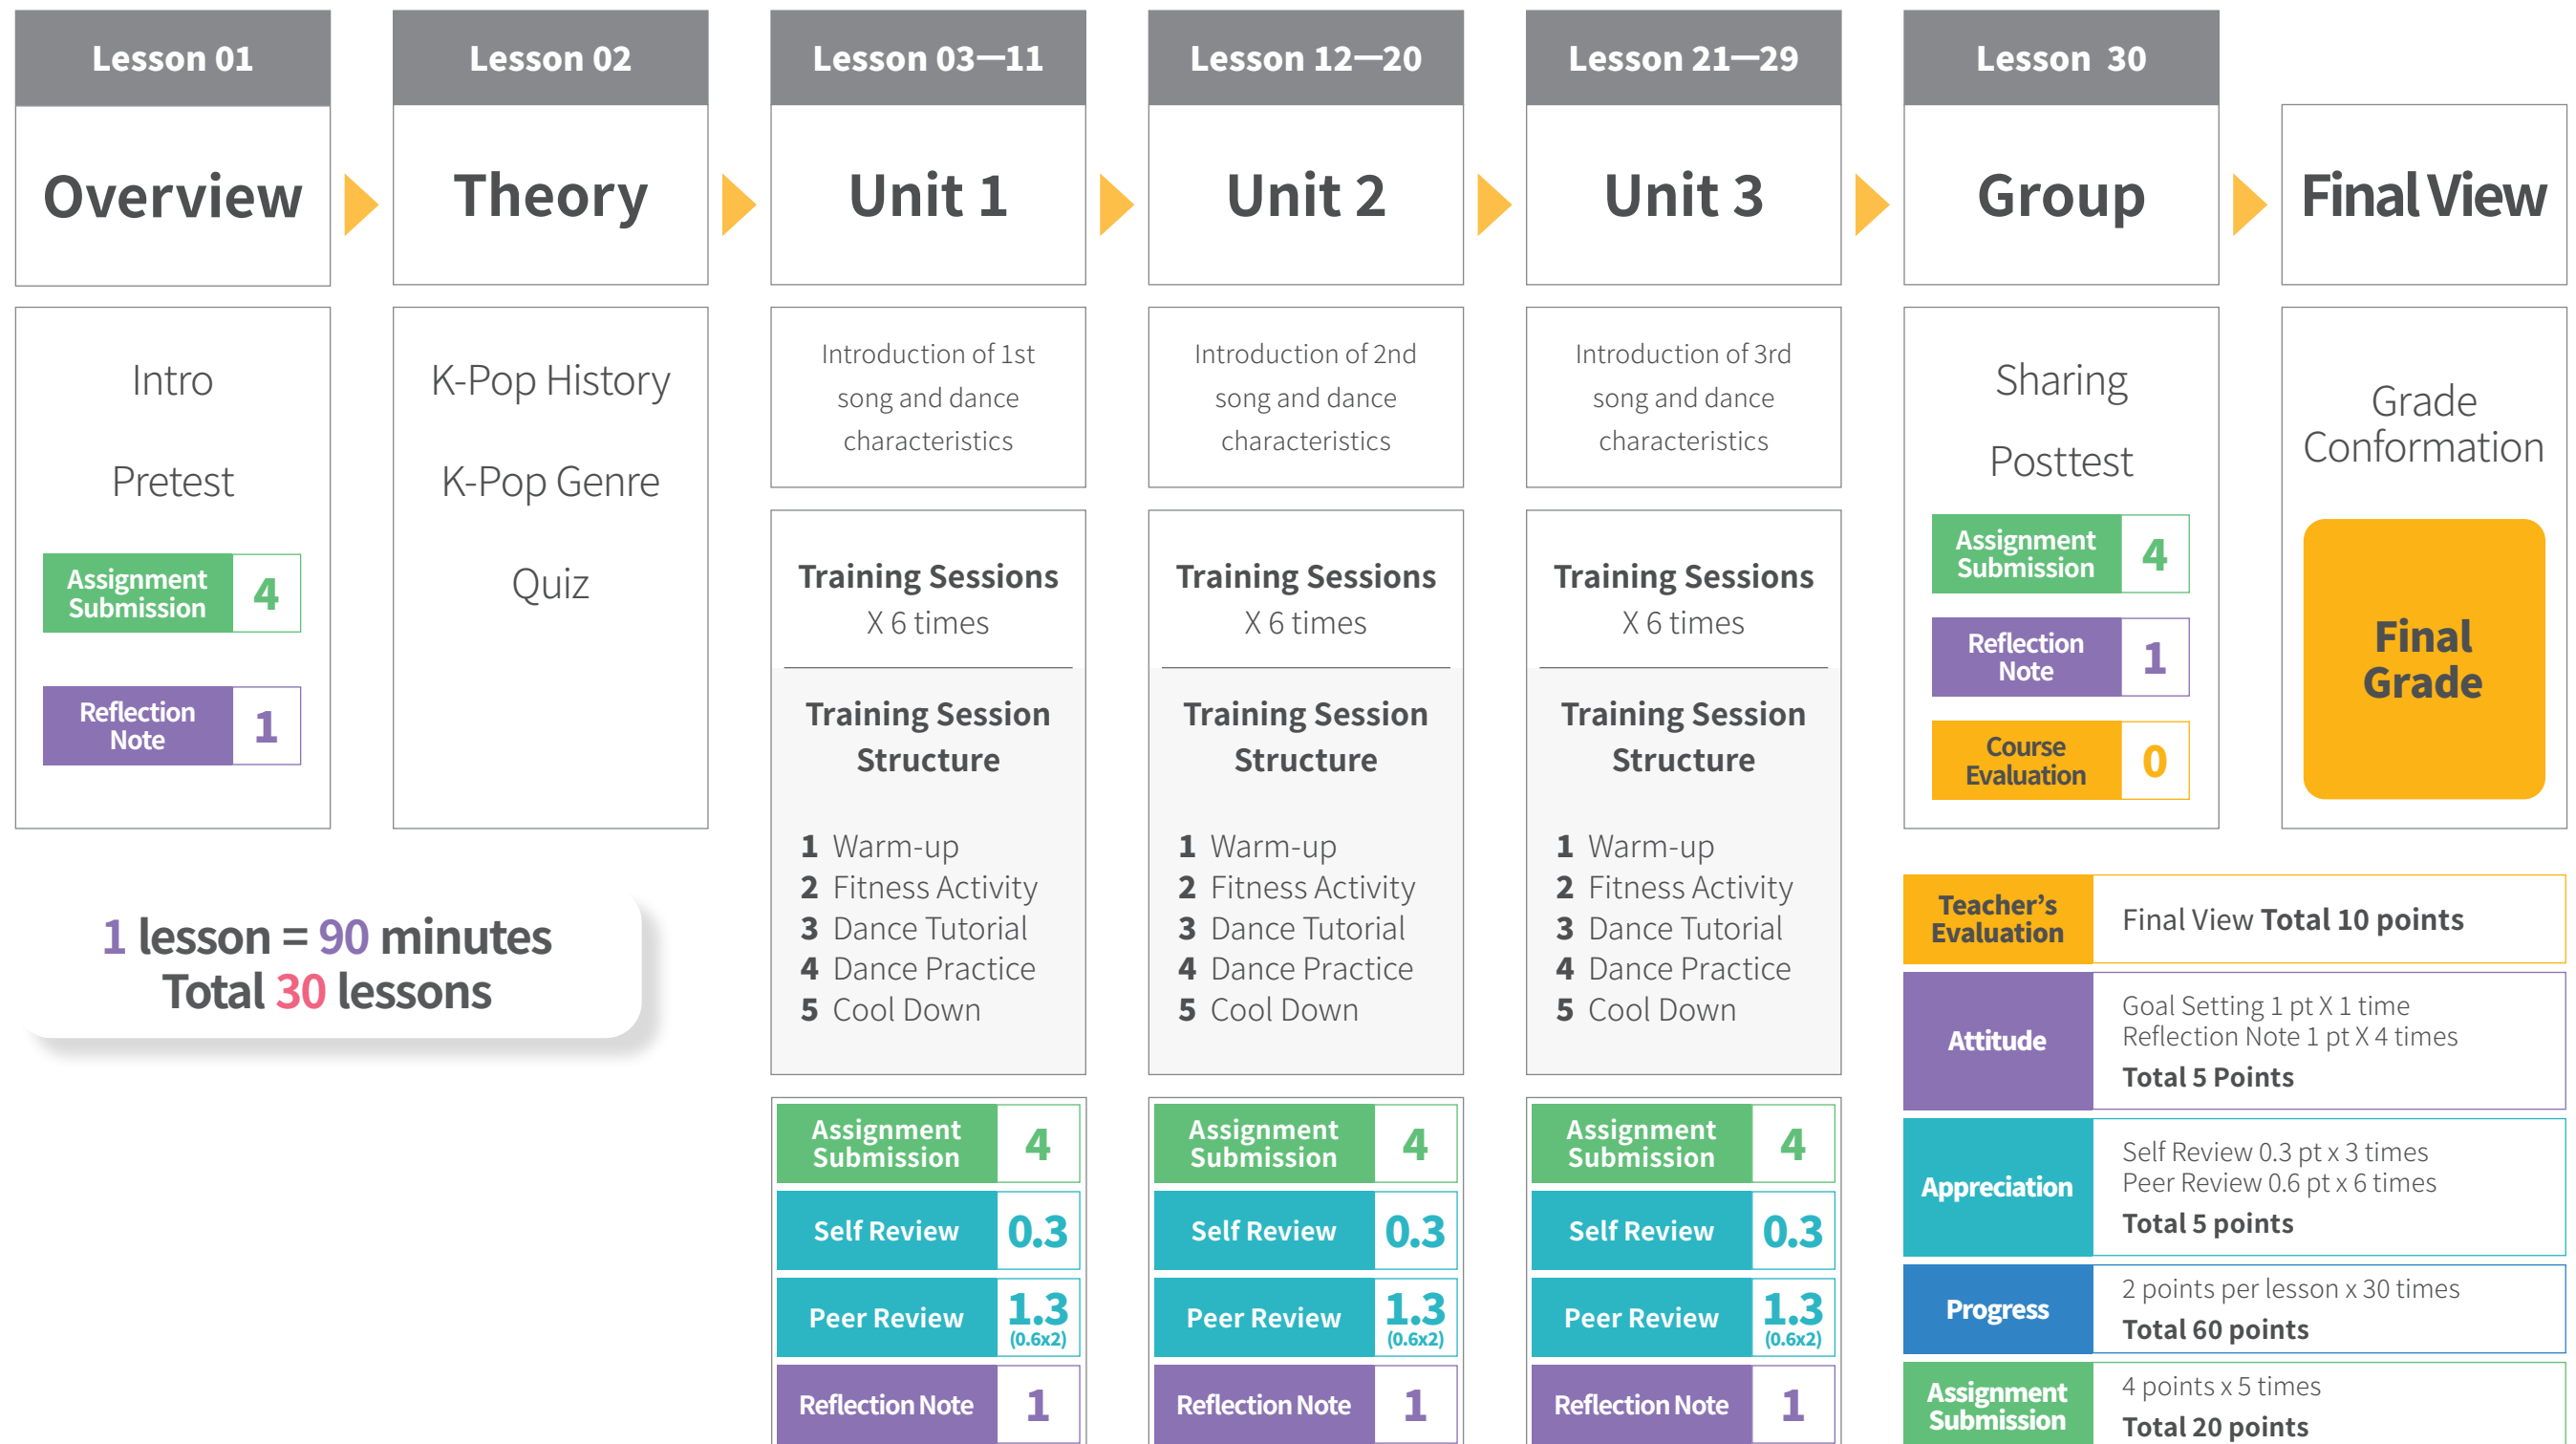 Lesson 01
Overview
Intro
Pretest
Assignment
Submission
4
Reflection
Note
1
Lesson 02
Theory
K-Pop History
K-Pop Genre
Quiz
1 lesson = 90 minutes
Total 30 lessons
Lesson 03—11
Unit 1
Introduction of 1st
song and dance
characteristics
Training Sessions
X 6 times
Training Session
Structure
1 Warm-up
2 Fitness Activity
3 Dance Tutorial
4 Dance Practice
5 Cool Down
Assignment
Submission
4
Self Review 0.3
Peer Review 1.3
(0.6x2)
Reflection Note 1
Lesson 12—20
Unit 2
Introduction of 2nd
song and dance
characteristics
Training Sessions
X 6 times
Training Session
Structure
1 Warm-up
2 Fitness Activity
3 Dance Tutorial
4 Dance Practice
5 Cool Down
Assignment
Submission
4
Self Review 0.3
Peer Review 1.3
(0.6x2)
Reflection Note 1
Lesson 21—29
Unit 3
Introduction of 3rd
song and dance
characteristics
Training Sessions
X 6 times
Training Session
Structure
1 Warm-up
2 Fitness Activity
3 Dance Tutorial
4 Dance Practice
5 Cool Down
Assignment
Submission
4
Self Review 0.3
Peer Review 1.3
(0.6x2)
Reflection Note 1
Lesson 30
Group
Sharing
Posttest
Assignment
Submission
4
Reflection
Note
1
Course
Evaluation
0
Final View
Grade
Conformation
Final
Grade
Teacher's
Evaluation
Final View Total 10 points
Attitude
Goal Setting 1 pt X 1 time
Reflection Note 1 pt X 4 times
Total 5 Points
Appreciation
Self Review 0.3 pt x 3 times
Peer Review 0.6 pt x 6 times
Total 5 points
Progress
2 points per lesson x 30 times
Total 60 points
Assignment
Submission
4 points x 5 times
Total 20 points